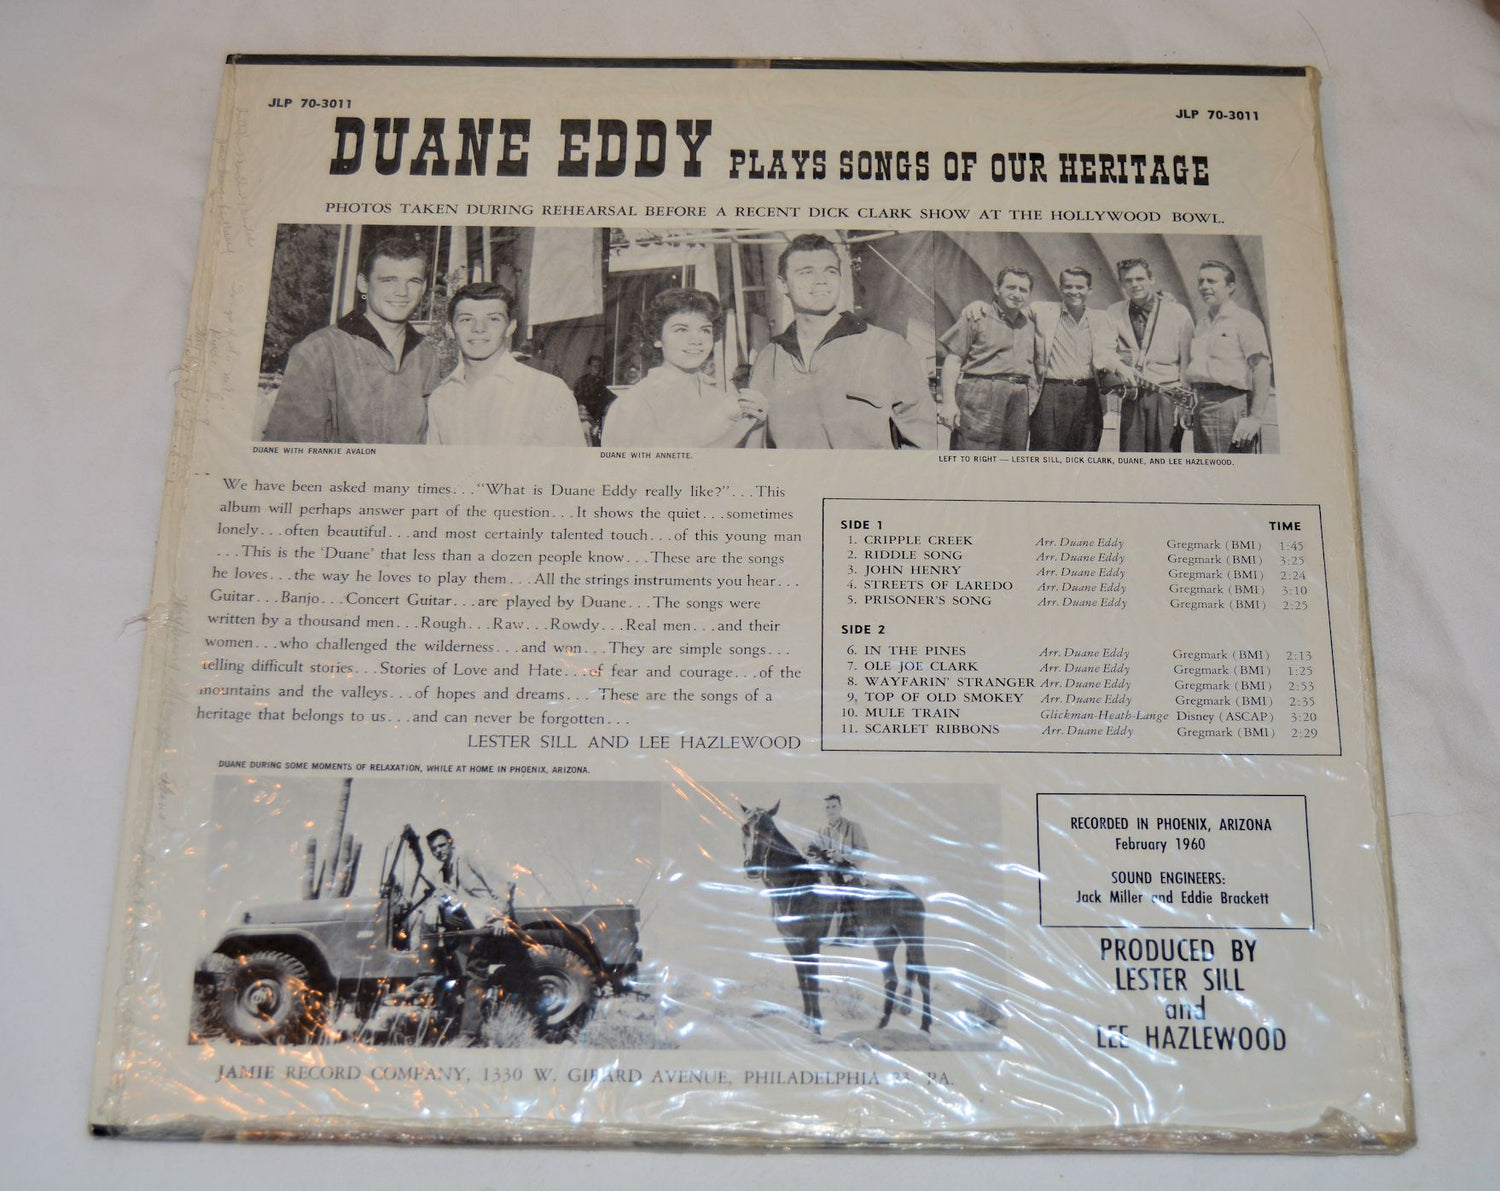 JLP 70-3011
JLP 70-3011
DUANE EDDY PLAYS SONGS OF OUR HERITAGE
PHOTOS TAKEN DURING REHEARSAL BEFORE A RECENT DICK CLARK SHOW AT THE HOLLYWOOD BOWL.
DUANE WITH FRANKIE AVALON
DUANE WITH ANNETTE.
LEFT TO RIGHT — LESTER SILL, DICK CLARK, DUANE, AND LEE HAZLEWOOD.
We have been asked many times. . .“What is Duane Eddy really like?”. . .This
album will perhaps answer part of the question. . .It shows the quiet. . .sometimes
lonely. . .often beautiful. . .and most certainly talented touch. . .of this young man
. . .This is the ‘Duane’ that less than a dozen people know. . .These are the songs
he loves. . .the way he loves to play them. . .All the strings instruments you hear. . .
Guitar. . .Banjo. . .Concert Guitar. . .are played by Duane. . .The songs were
written by a thousand men. . .Rough. . .Raw. . .Rowdy. . .Real men. . .and their
women. . .who challenged the wilderness. . .and won. . .They are simple songs. . .
telling difficult stories. . .Stories of Love and Hate. . .of fear and courage. . .of the
mountains and the valleys. . .of hopes and dreams. . . These are the songs of a
heritage that belongs to us. . .and can never be forgotten. . .
LESTER SILL AND LEE HAZLEWOOD
SIDE 1 TIME
1. CRIPPLE CREEK Arr. Duane Eddy Gregmark (BMI) 1:45
2. RIDDLE SONG Arr. Duane Eddy Gregmark (BMI) 3:25
3. JOHN HENRY Arr. Duane Eddy Gregmark (BMI) 2:24
4. STREETS OF LAREDO Arr. Duane Eddy Gregmark (BMI) 3:10
5. PRISONER'S SONG Arr. Duane Eddy Gregmark (BMI) 2:25
SIDE 2
6. IN THE PINES Arr. Duane Eddy Gregmark (BMI) 2:13
7. OLE JOE CLARK Arr. Duane Eddy Gregmark (BMI) 1:25
8. WAYFARIN' STRANGER Arr. Duane Eddy Gregmark (BMI) 2:53
9, TOP OF OLD SMOKEY Arr. Duane Eddy Gregmark (BMI) 2:35
10. MULE TRAIN Glickman-Heath-Lange Disney (ASCAP) 3:20
11. SCARLET RIBBONS Arr. Duane Eddy Gregmark (BMI) 2:29
DUANE DURING SOME MOMENTS OF RELAXATION, WHILE AT HOME IN PHOENIX, ARIZONA.
RECORDED IN PHOENIX, ARIZONA
February 1960
SOUND ENGINEERS:
Jack Miller and Eddie Brackett
PRODUCED BY
LESTER SILL
and
LEE HAZLEWOOD
JAMIE RECORD COMPANY, 1330 W. GIRARD AVENUE, PHILADELPHIA 23, PA.